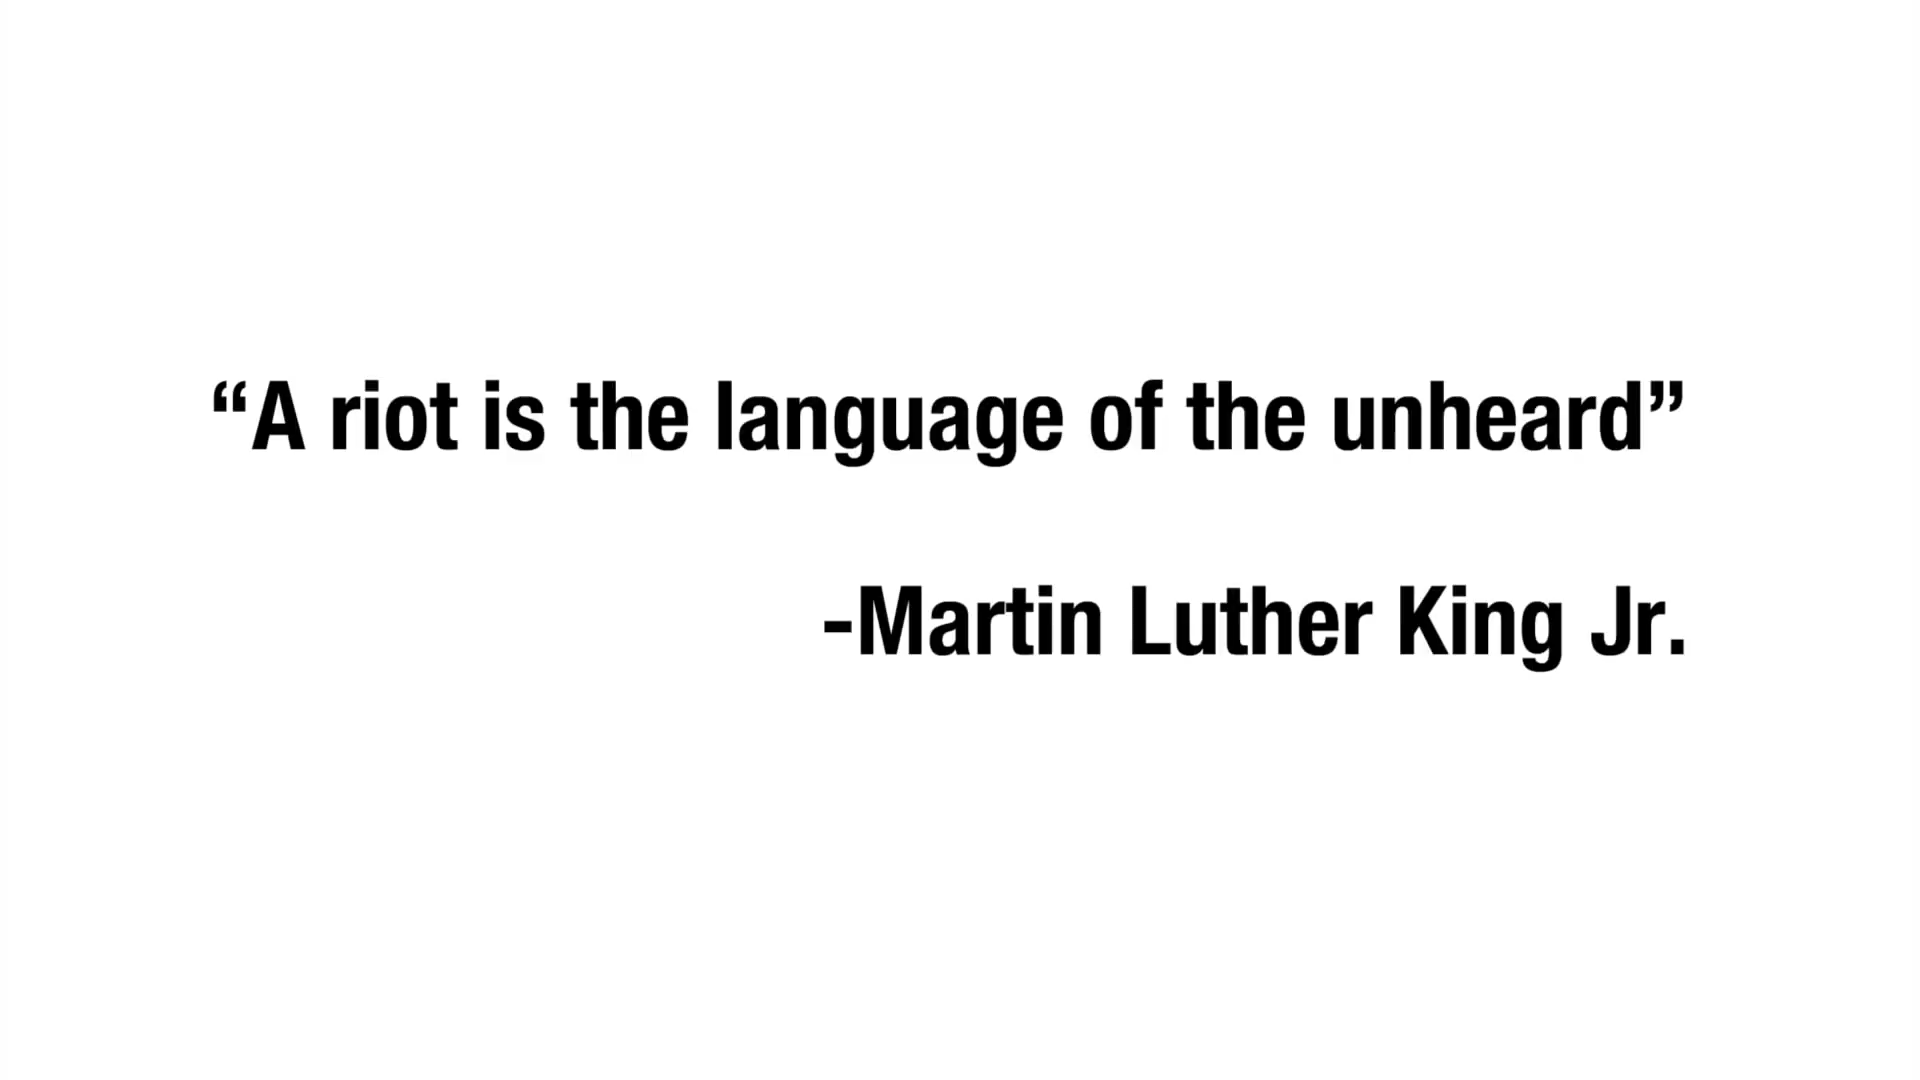 “A riot is the language of the unheard”
-Martin Luther King Jr.